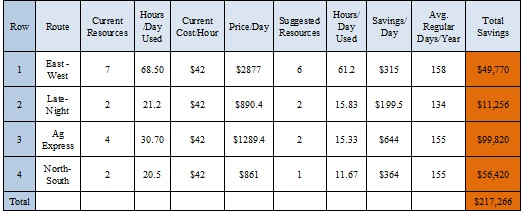 Row Route Current Resources Hours /Day Used Current Cost/Hour Price/Day Suggested Resources Hours/ Day Used Savings/ Day Avg. Regular Days/Year Total Savings
1 East - West 7 68.50 $42 $2877 6 61.2 $315 158 $49,770
2 Late- Night 2 21.2 $42 $890.4 2 15.83 $199.5 134 $11,256
3 Ag Express 4 30.70 $42 $1289.4 2 15.33 $644 155 $99,820
4 North- South 2 20.5 $42 $861 1 11.67 $364 155 $56,420
Total $217,266